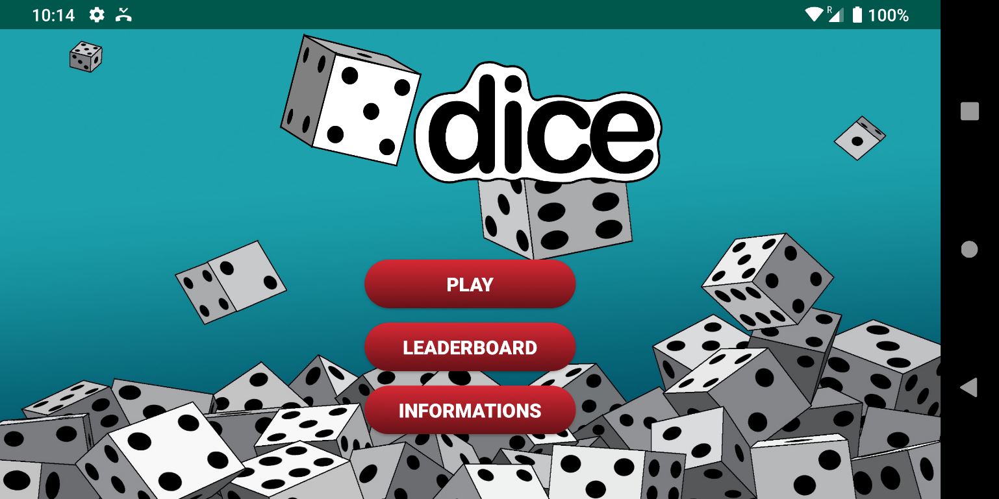 10:14
R
100%
dice
PLAY
LEADERBOARD
INFORMATIONS